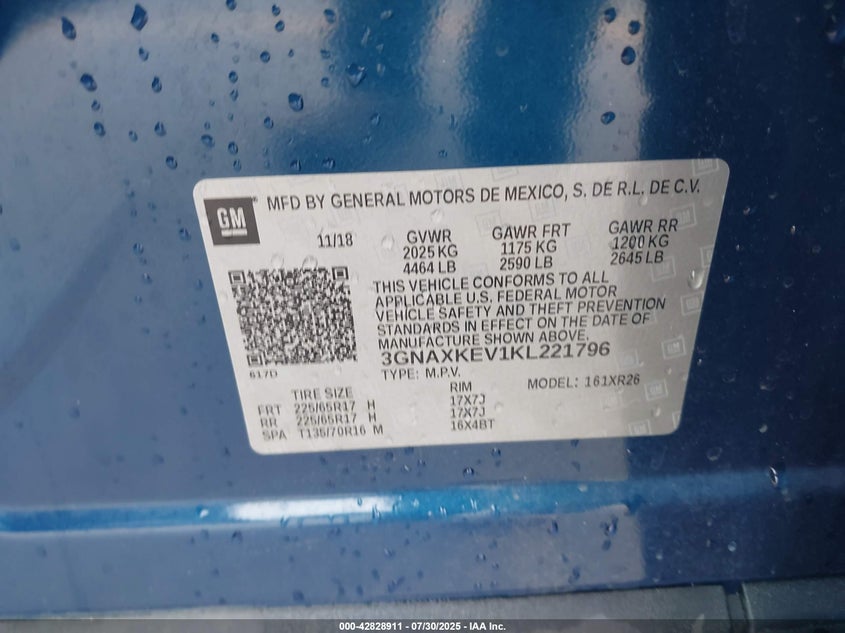 MFD BY GENERAL MOTORS DE MEXICO, S. DE R.L. DE C.V.
GM
11/18 GVWR GAWR FRT GAWR RR
2025 KG 1175 KG 1200 KG
4464 LB 2590 LB 2645 LB
THIS VEHICLE CONFORMS TO ALL
APPLICABLE U.S. FEDERAL MOTOR
VEHICLE SAFETY AND THEFT PREVENTION
STANDARDS IN EFFECT ON THE DATE OF
MANUFACTURE SHOWN ABOVE.
3GNAXKEV1KL221796
617D
TYPE: M.P.V. MODEL: 161XR26
TIRE SIZE RIM
FRT 225/65R17 H 17X7J
RR 225/65R17 H 17X7J
SPA T135/70R16 M 16X4BT
000-42828911 - 07/30/2025 - IAA Inc.